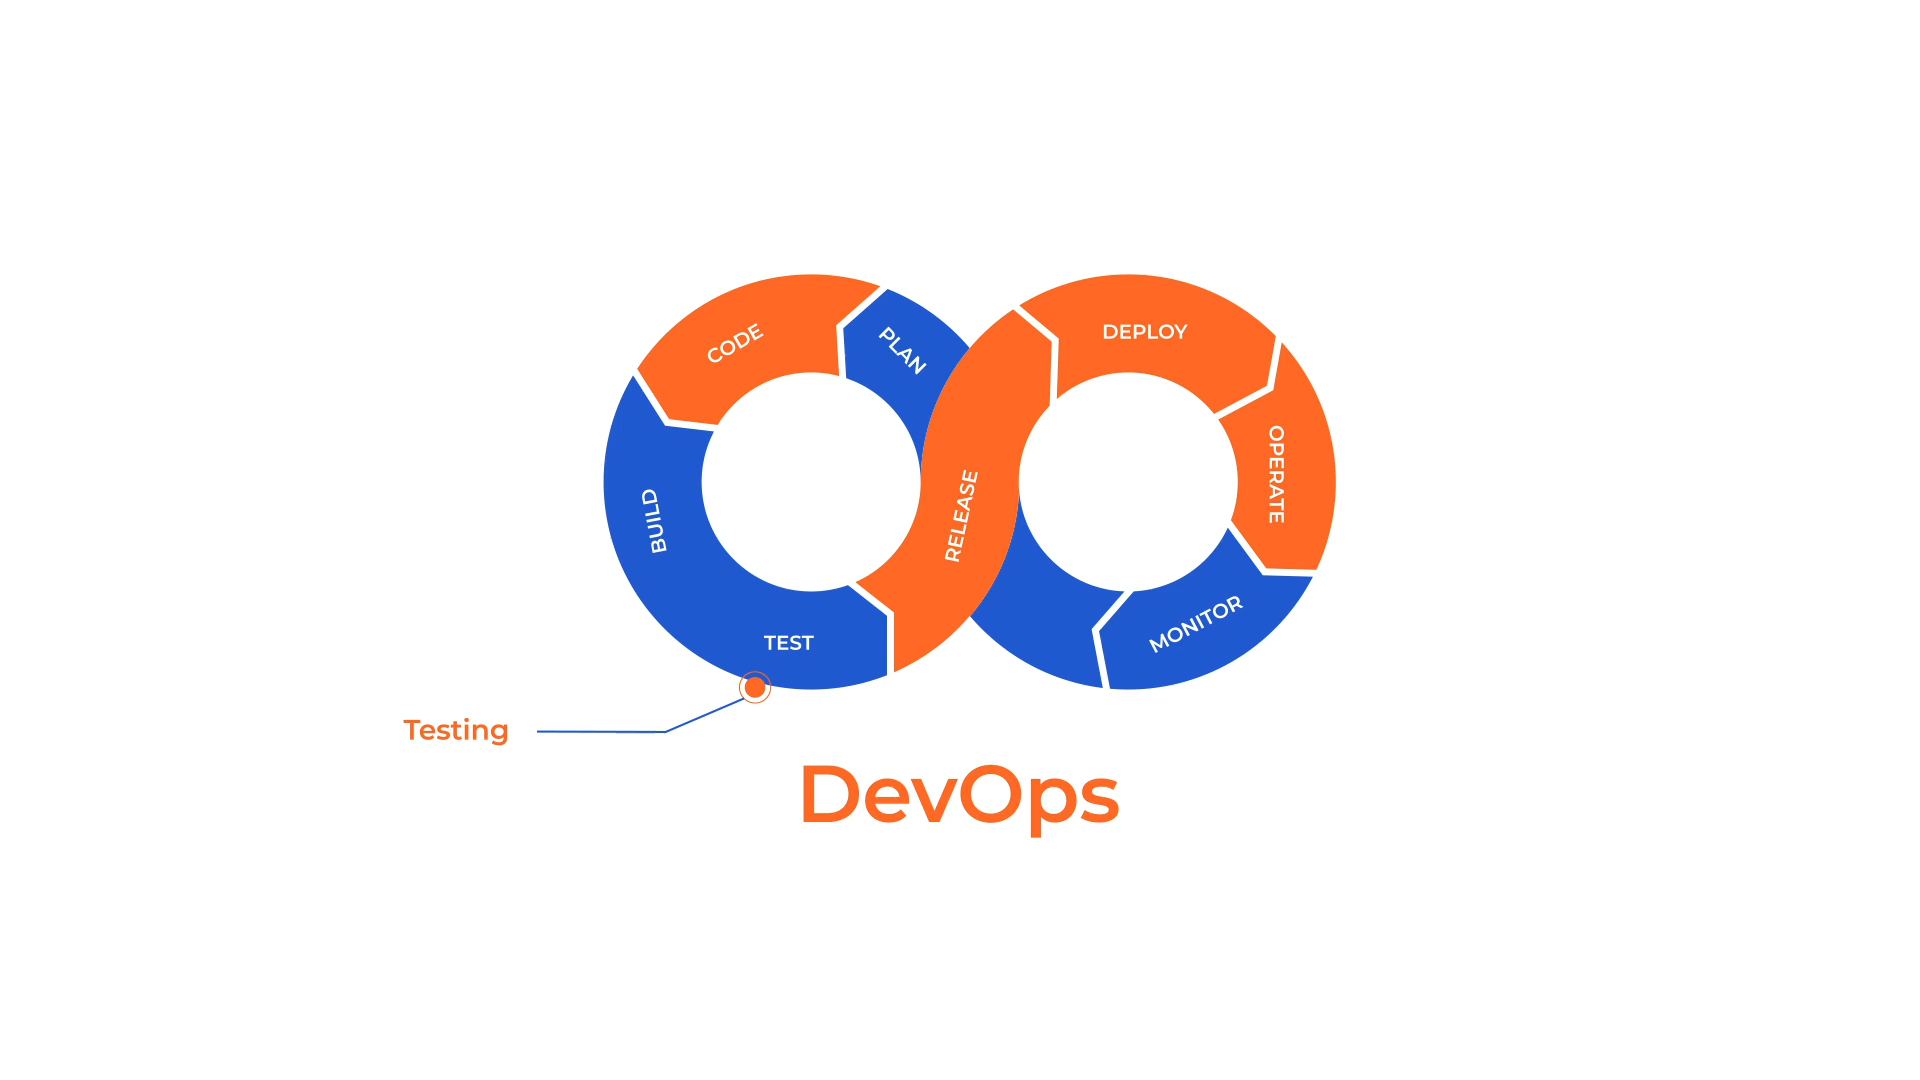 CODE
PLAN
BUILD
TEST
RELEASE
DEPLOY
OPERATE
MONITOR
Testing
DevOps